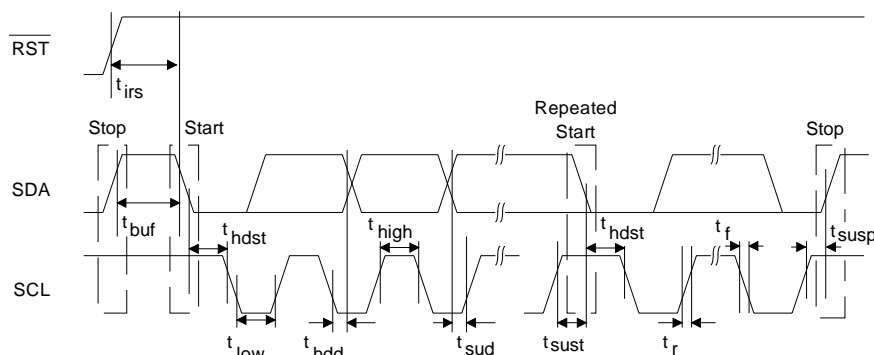 RST
t irs
Repeated
Stop Start Start Stop
SDA
t buf t hdst t high t hdst t f t susp
SCL
t low t hdd t sud t sust t r